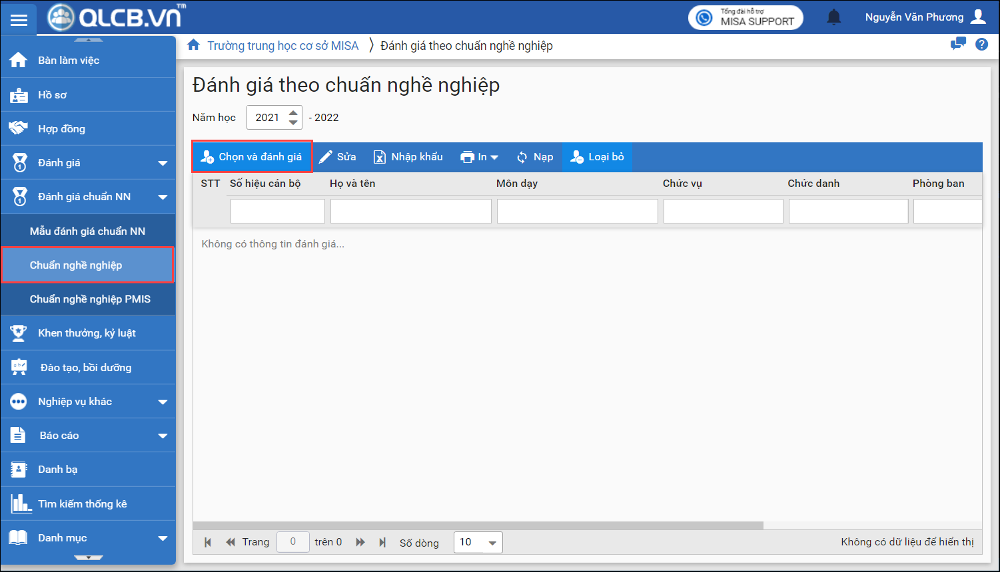 QLCB.VN™
Tổng đài hỗ trợ
MISA SUPPORT
Nguyễn Văn Phương
Trường trung học cơ sở MISA
Đánh giá theo chuẩn nghề nghiệp
?
Bàn làm việc
Hồ sơ
Hợp đồng
1
Đánh giá
1
Đánh giá chuẩn NN
Mẫu đánh giá chuẩn NN
Chuẩn nghề nghiệp
Chuẩn nghề nghiệp PMIS
Khen thưởng, kỷ luật
Đào tạo, bồi dưỡng
Nghiệp vụ khác
Báo cáo
Danh bạ
Tìm kiếm thống kê
Danh mục
Đánh giá theo chuẩn nghề nghiệp
Năm học 2021 - 2022
Chọn và đánh giá Sửa Nhập khẩu In Nạp Loại bỏ
STT Số hiệu cán bộ Họ và tên Môn dạy Chức vụ Chức danh Phòng ban
Không có thông tin đánh giá...
Trang 0 trên 0 Số dòng 10 Không có dữ liệu để hiển thị